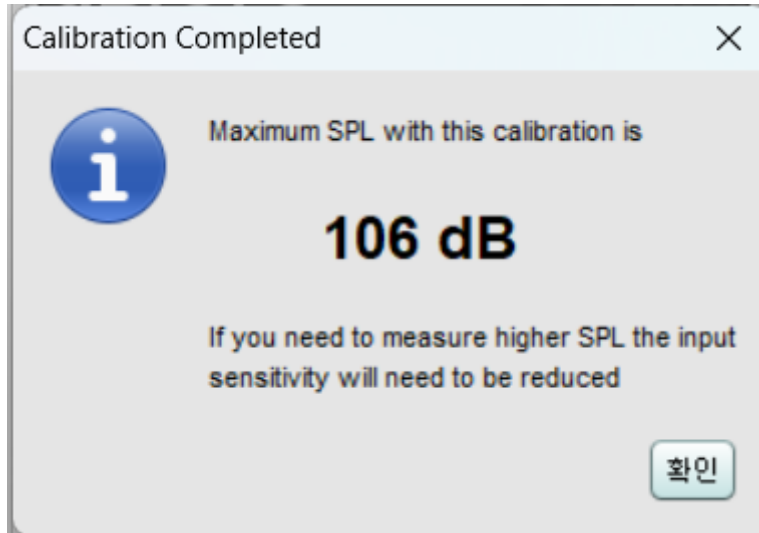 Calibration Completed
Maximum SPL with this calibration is
106 dB
If you need to measure higher SPL the input
sensitivity will need to be reduced
확인